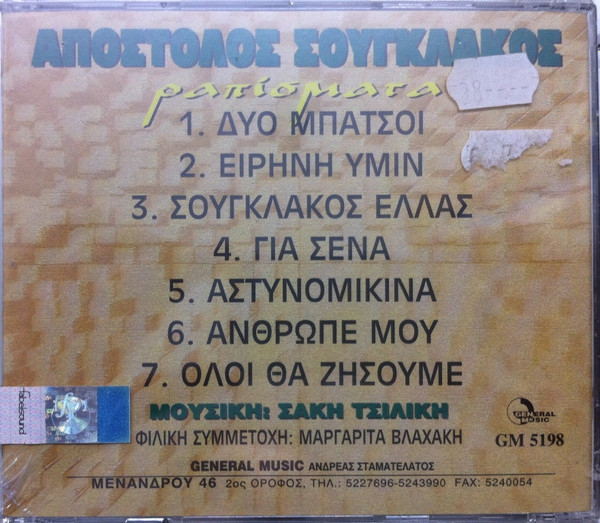 ΑΠΟΣΤΟΛΟΣ ΣΟΥΓΚΛΑΚΟΣ
ραπίσματα
1. ΔΥΟ ΜΠΑΤΣΟΙ
2. ΕΙΡΗΝΗ ΥΜΙΝ
3. ΣΟΥΓΚΛΑΚΟΣ ΕΛΛΑΣ
4. ΓΙΑ ΣΕΝΑ
5. ΑΣΤΥΝΟΜΙΚΙΝΑ
6. ΑΝΘΡΩΠΕ ΜΟΥ
7. ΟΛΟΙ ΘΑ ΖΗΣΟΥΜΕ
ΜΟΥΣΙΚΗ: ΣΑΚΗ ΤΣΙΛΙΚΗ
ΦΙΛΙΚΗ ΣΥΜΜΕΤΟΧΗ: ΜΑΡΓΑΡΙΤΑ ΒΛΑΧΑΚΗ
GENERAL MUSIC
GM 5198
GENERAL MUSIC ΑΝΔΡΕΑΣ ΣΤΑΜΑΤΕΛΑΤΟΣ
ΜΕΝΑΝΔΡΟΥ 46 2ος ΟΡΟΦΟΣ, ΤΗΛ.: 5227696-5243990 FAX: 5240054